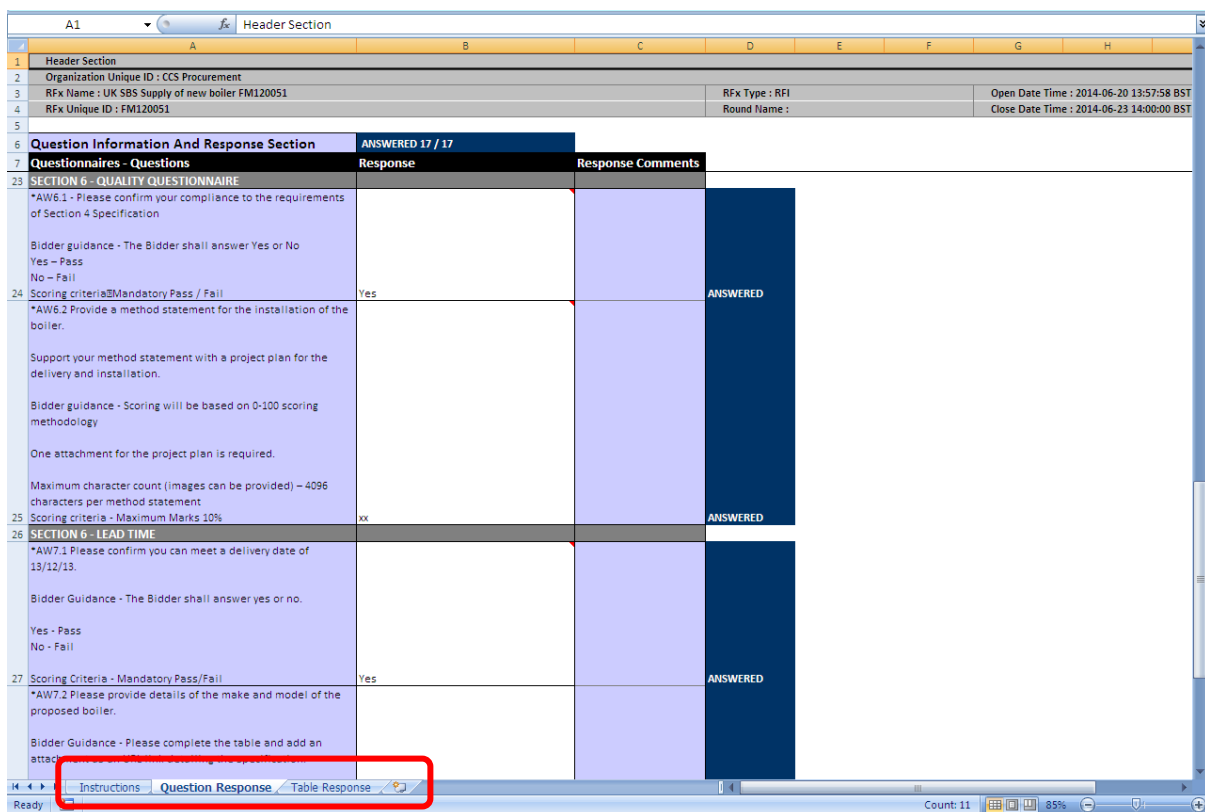 A1
fx
Header Section
A B C D E F G H
1 Header Section
2 Organization Unique ID : CCS Procurement
3 RFx Name : UK SBS Supply of new boiler FM120051 RFx Type : RFI Open Date Time : 2014-06-20 13:57:58 BST
4 RFx Unique ID : FM120051 Round Name : Close Date Time : 2014-06-23 14:00:00 BST
5
6 Question Information And Response Section ANSWERED 17 / 17
7 Questionnaires - Questions Response Response Comments
23 SECTION 6 - QUALITY QUESTIONNAIRE
*AW6.1 - Please confirm your compliance to the requirements
of Section 4 Specification
Bidder guidance - The Bidder shall answer Yes or No
Yes – Pass
No – Fail
24 Scoring criteria Mandatory Pass / Fail Yes ANSWERED
*AW6.2 Provide a method statement for the installation of the
boiler.
Support your method statement with a project plan for the
delivery and installation.
Bidder guidance - Scoring will be based on 0-100 scoring
methodology
One attachment for the project plan is required.
Maximum character count (images can be provided) – 4096
characters per method statement
25 Scoring criteria - Maximum Marks 10% xx ANSWERED
26 SECTION 6 - LEAD TIME
*AW7.1 Please confirm you can meet a delivery date of
13/12/13.
Bidder Guidance - The Bidder shall answer yes or no.
Yes - Pass
No - Fail
27 Scoring Criteria - Mandatory Pass/Fail Yes ANSWERED
*AW7.2 Please provide details of the make and model of the
proposed boiler.
Bidder Guidance - Please complete the table and add an
Instructions Question Response Table Response
Ready Count: 11 85%